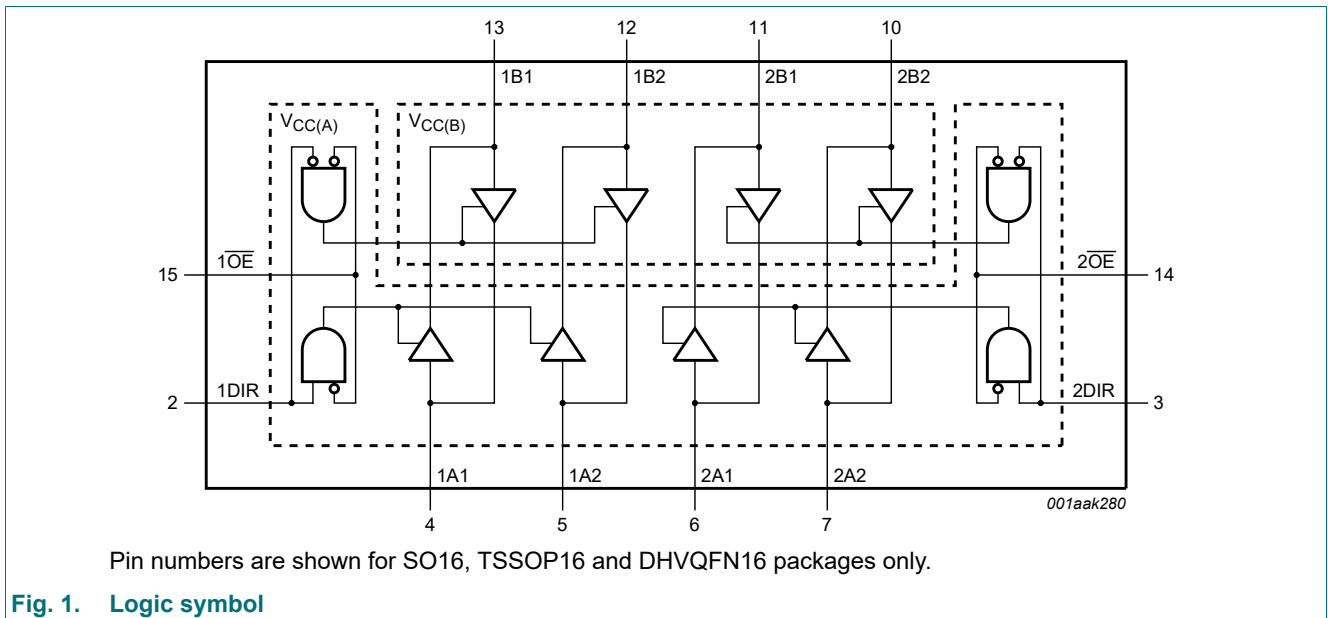 13 12 11 10
1B1 1B2 2B1 2B2
VCC(A) VCC(B)
15 1OE 2OE 14
2 1DIR 2DIR 3
1A1 1A2 2A1 2A2
001aak280
4 5 6 7
Pin numbers are shown for SO16, TSSOP16 and DHVQFN16 packages only.
Fig. 1. Logic symbol